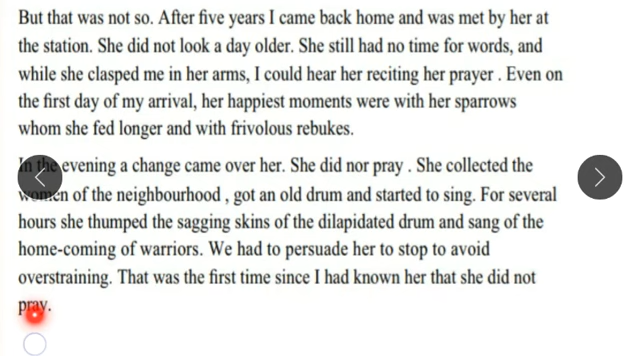 But that was not so. After five years I came back home and was met by her at
the station. She did not look a day older. She still had no time for words, and
while she clasped me in her arms, I could hear her reciting her prayer . Even on
the first day of my arrival, her happiest moments were with her sparrows
whom she fed longer and with frivolous rebukes.
In the evening a change came over her. She did nor pray . She collected the
women of the neighbourhood , got an old drum and started to sing. For several
hours she thumped the sagging skins of the dilapidated drum and sang of the
home-coming of warriors. We had to persuade her to stop to avoid
overstraining. That was the first time since I had known her that she did not
pray.